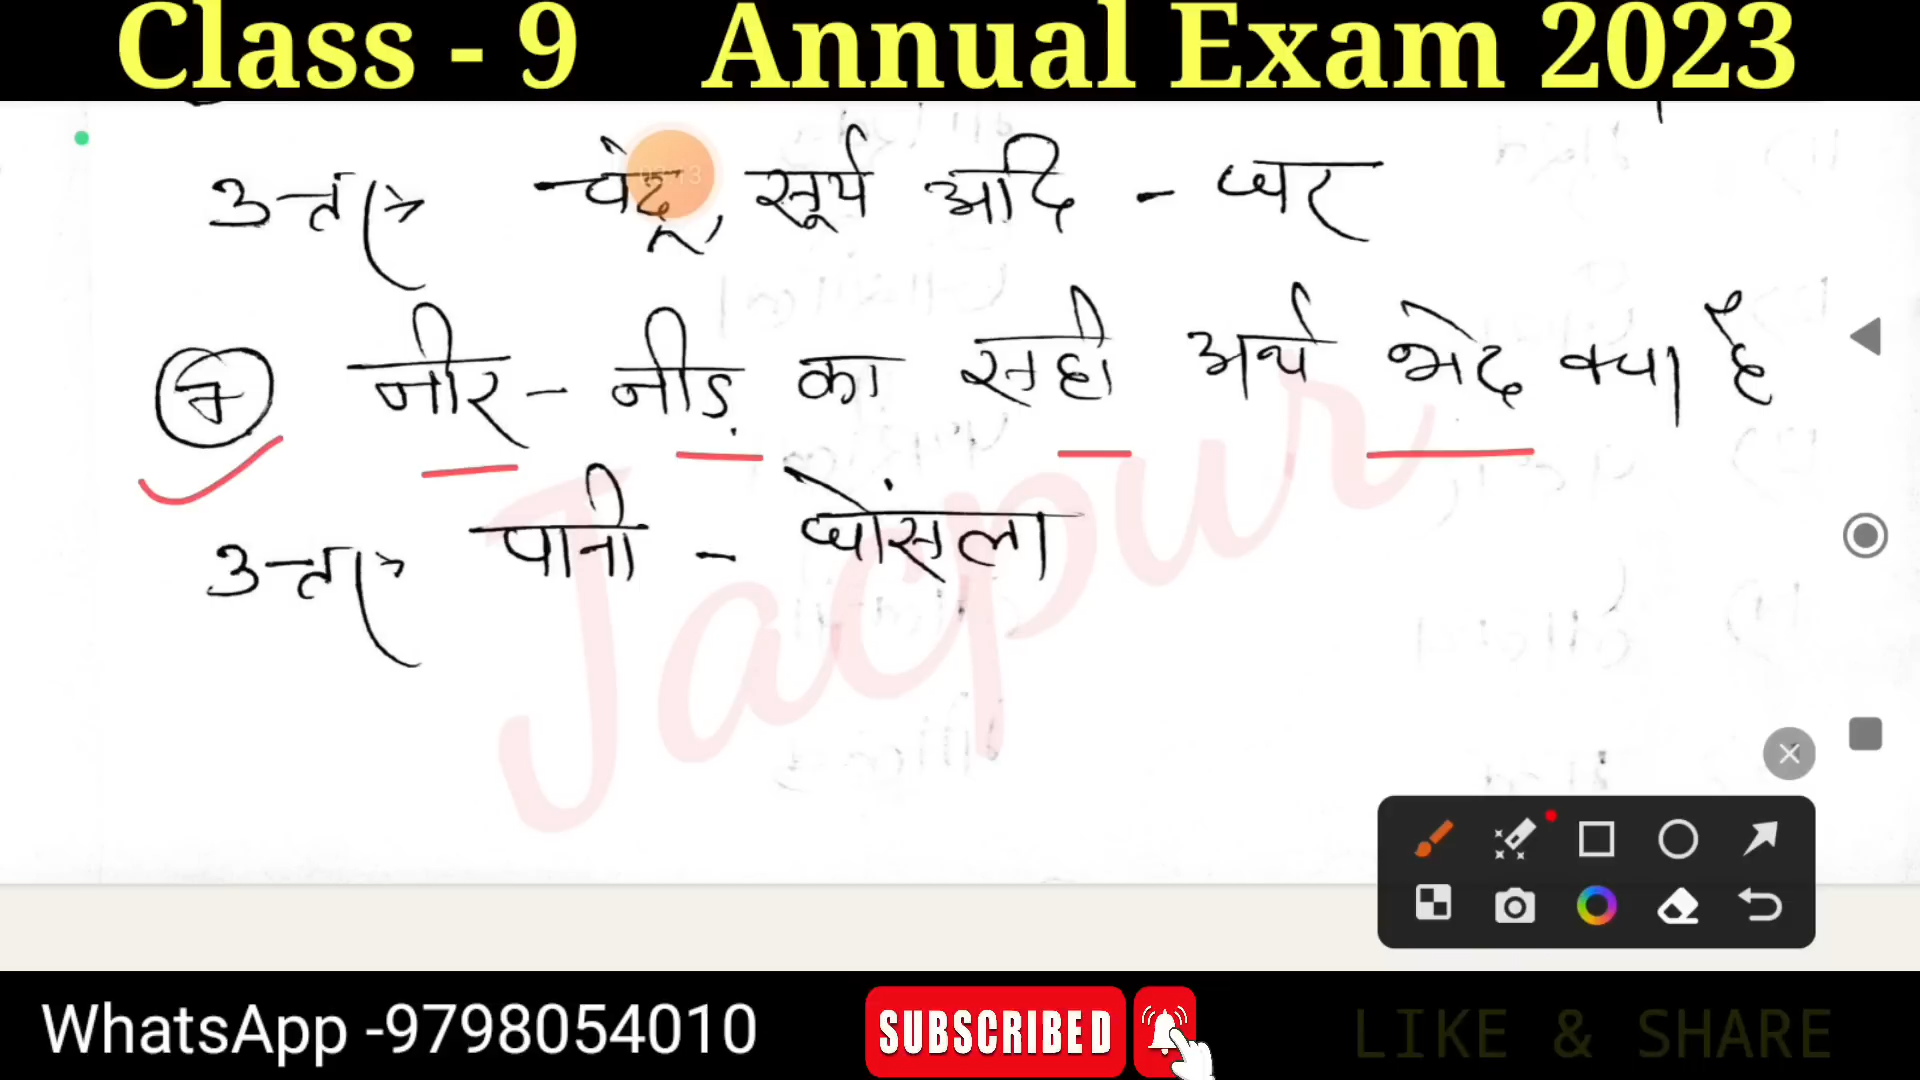 Class - 9 Annual Exam 2023
उत्तर → सूर्य आदि - घर
नीर - नीड़ का सही अर्थ भेद क्या है
उत्तर → पानी - घोंसला
Jacpur
WhatsApp -9798054010
SUBSCRIBED
LIKE & SHARE